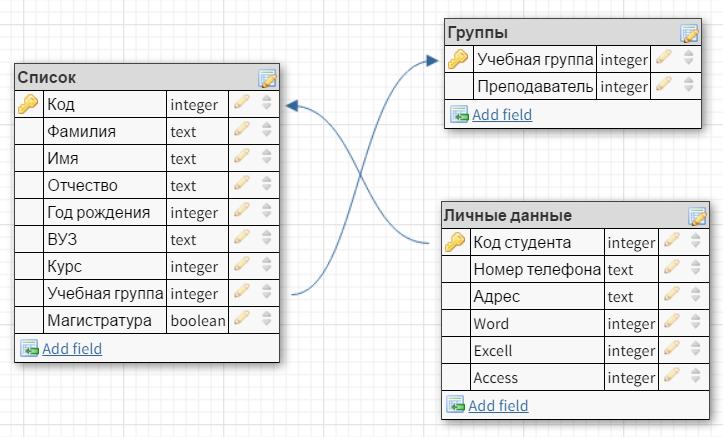 Список
Код integer
Фамилия text
Имя text
Отчество text
Год рождения integer
ВУЗ text
Курс integer
Учебная группа integer
Магистратура boolean
Add field
Группы
Учебная группа integer
Преподаватель integer
Add field
Личные данные
Код студента integer
Номер телефона text
Адрес text
Word integer
Excell integer
Access integer
Add field